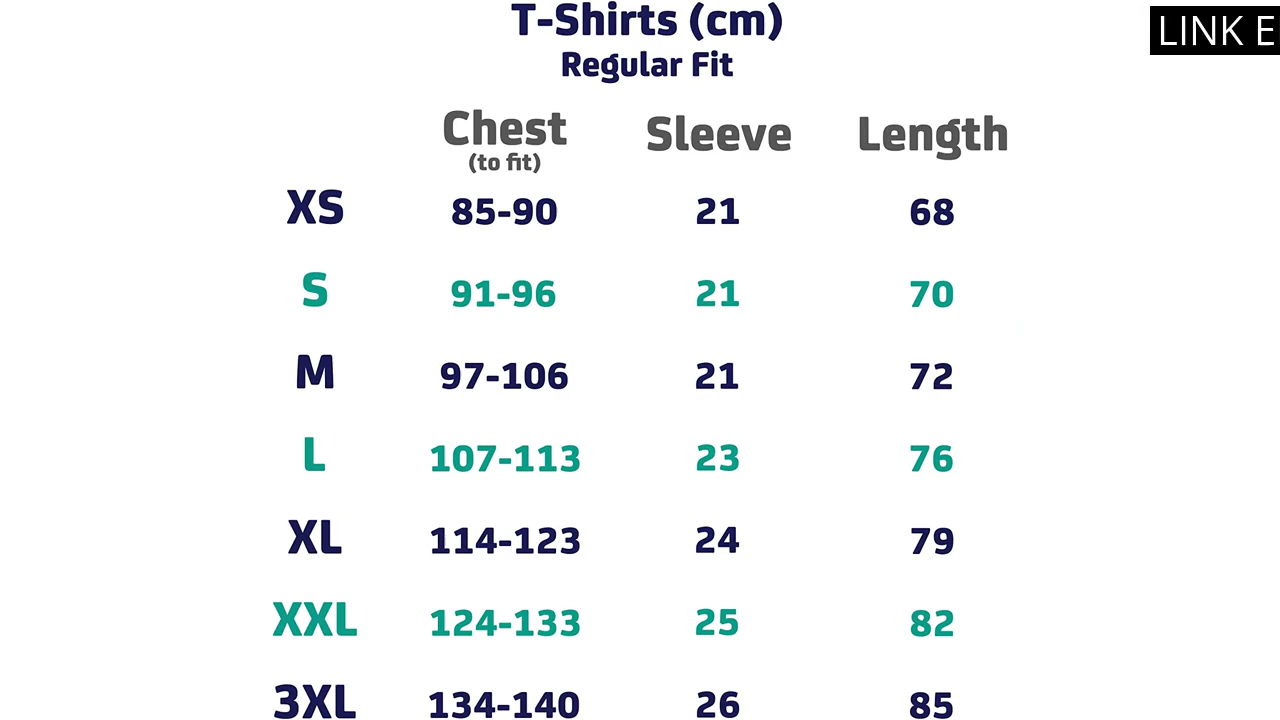 T-Shirts (cm)
LINK E
Regular Fit
Chest Sleeve Length
(to fit)
XS 85-90 21 68
S 91-96 21 70
M 97-106 21 72
L 107-113 23 76
XL 114-123 24 79
XXL 124-133 25 82
3XL 134-140 26 85